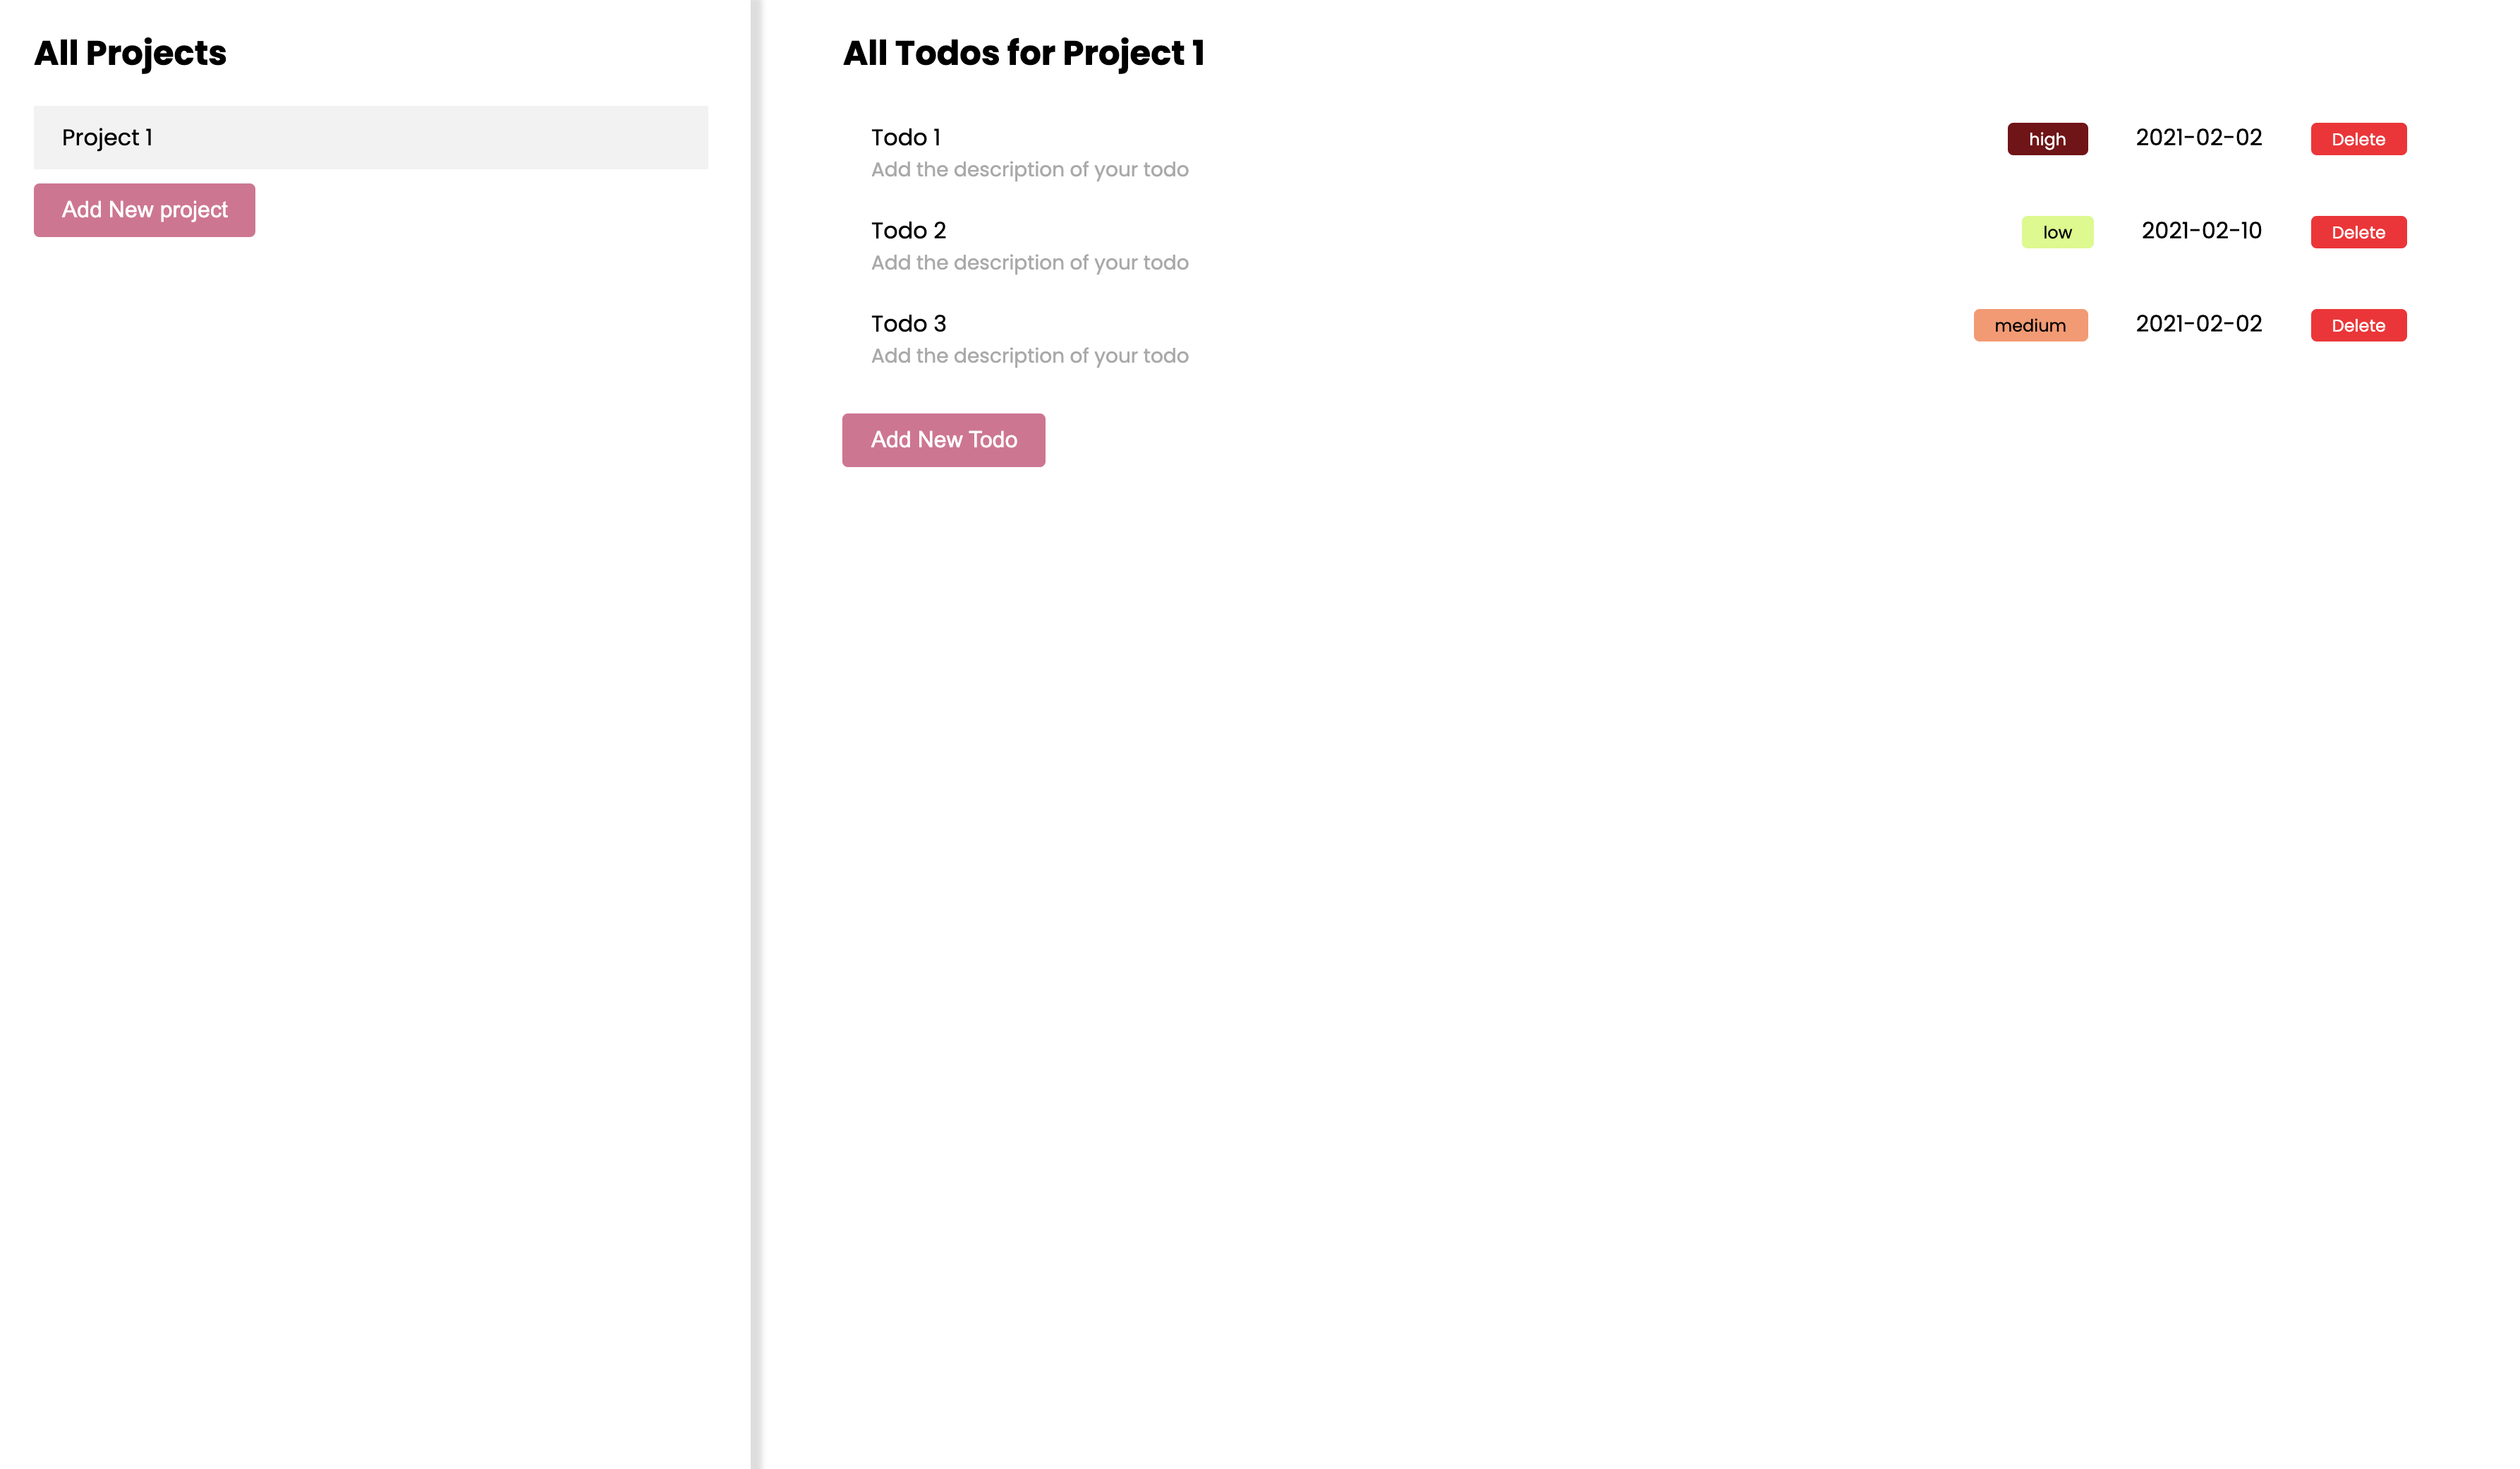 All Projects
Project 1
Add New project
All Todos for Project 1
Todo 1 high 2021-02-02 Delete
Add the description of your todo
Todo 2 low 2021-02-10 Delete
Add the description of your todo
Todo 3 medium 2021-02-02 Delete
Add the description of your todo
Add New Todo